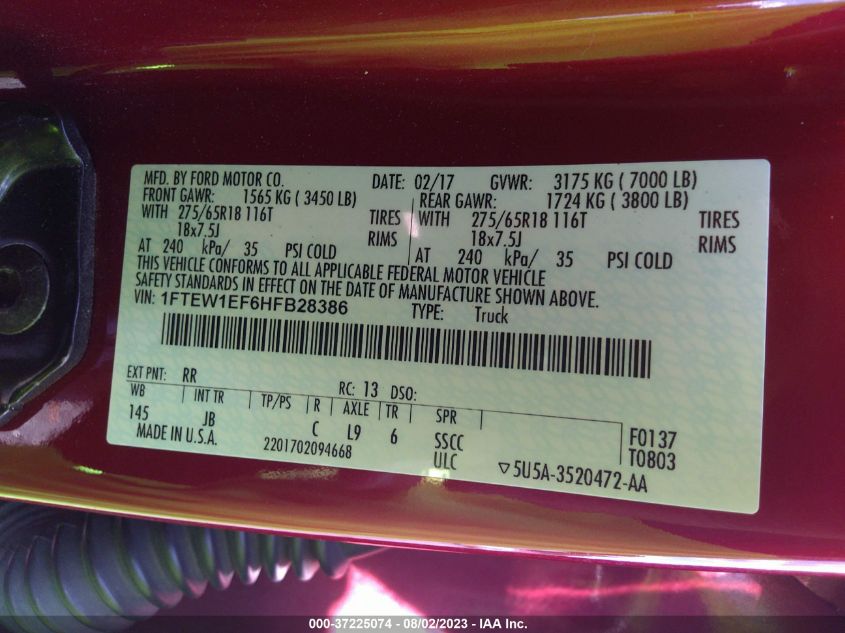 MFD. BY FORD MOTOR CO. DATE: 02/17 GVWR: 3175 KG ( 7000 LB)
FRONT GAWR: 1565 KG ( 3450 LB) REAR GAWR: 1724 KG ( 3800 LB)
WITH 275/65R18 116T TIRES WITH 275/65R18 116T TIRES
18x7.5J RIMS 18x7.5J RIMS
AT 240 kPa/ 35 PSI COLD AT 240 kPa/ 35 PSI COLD
THIS VEHICLE CONFORMS TO ALL APPLICABLE FEDERAL MOTOR VEHICLE
SAFETY STANDARDS IN EFFECT ON THE DATE OF MANUFACTURE SHOWN ABOVE.
VIN: 1FTEW1EF6HFB28386 TYPE: Truck
EXT PNT: RR RC: 13 DSO:
WB INT TR TP/PS R AXLE TR SPR
145 JB C L9 6 SSCC F0137
MADE IN U.S.A. 2201702094668 ULC T0803
5U5A-3520472-AA
000-37225074 - 08/02/2023 - IAA Inc.